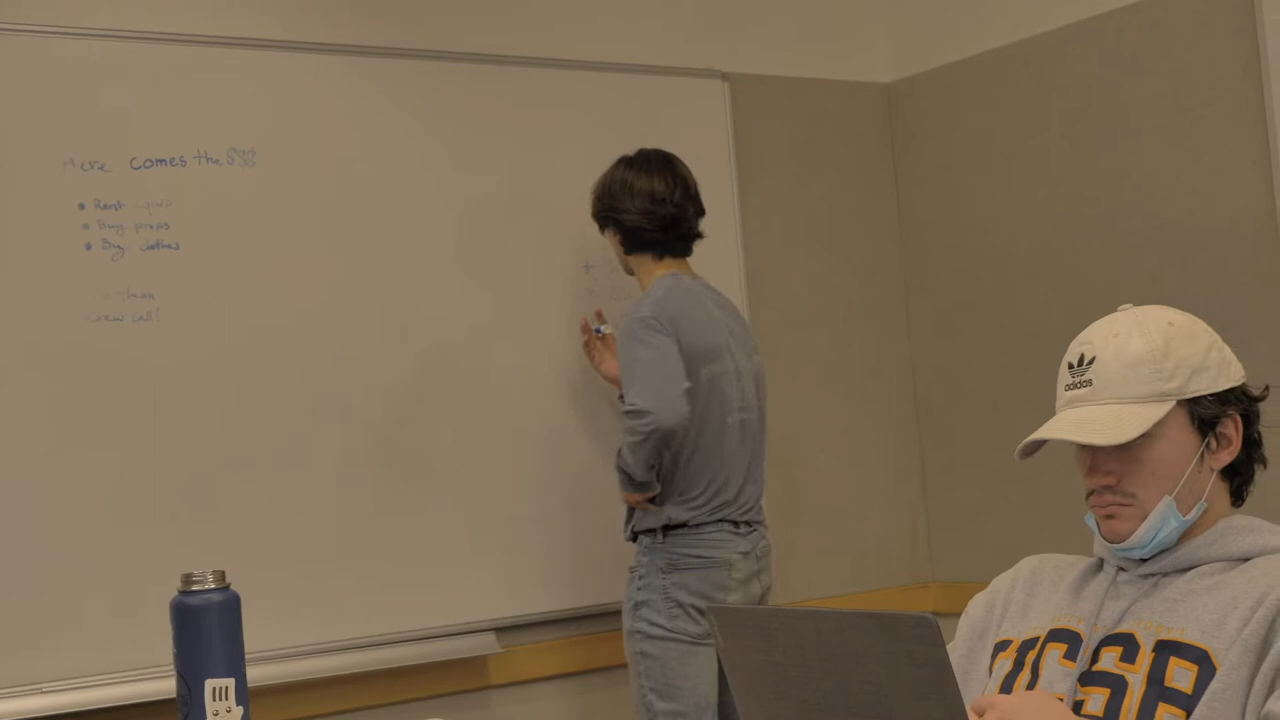 Here comes the $$$
• Rent equip
• Buy props
• Buy clothes
crew call!
adidas
UCSB